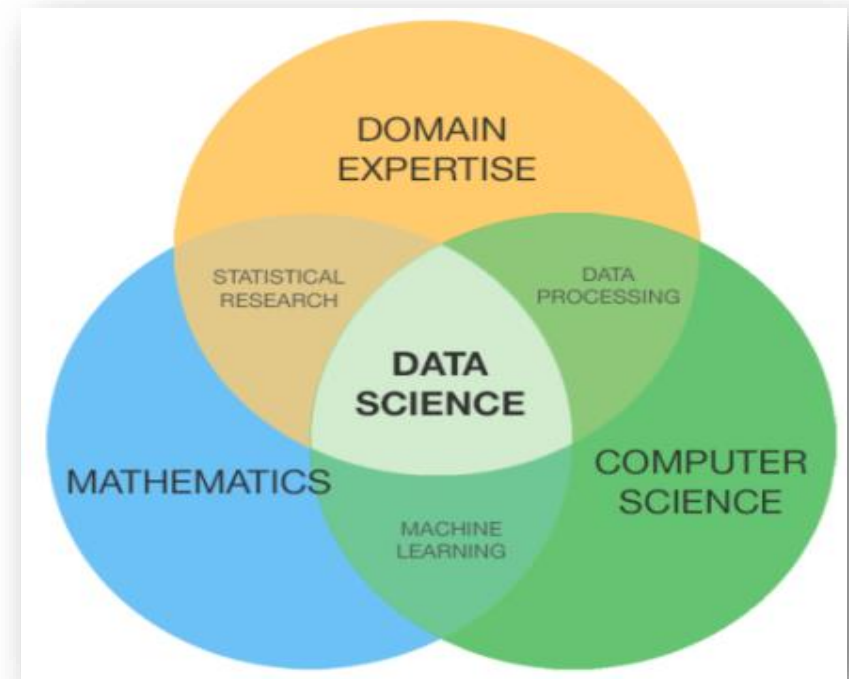 DOMAIN
EXPERTISE
STATISTICAL
RESEARCH
DATA
PROCESSING
DATA
SCIENCE
MATHEMATICS
COMPUTER
SCIENCE
MACHINE
LEARNING